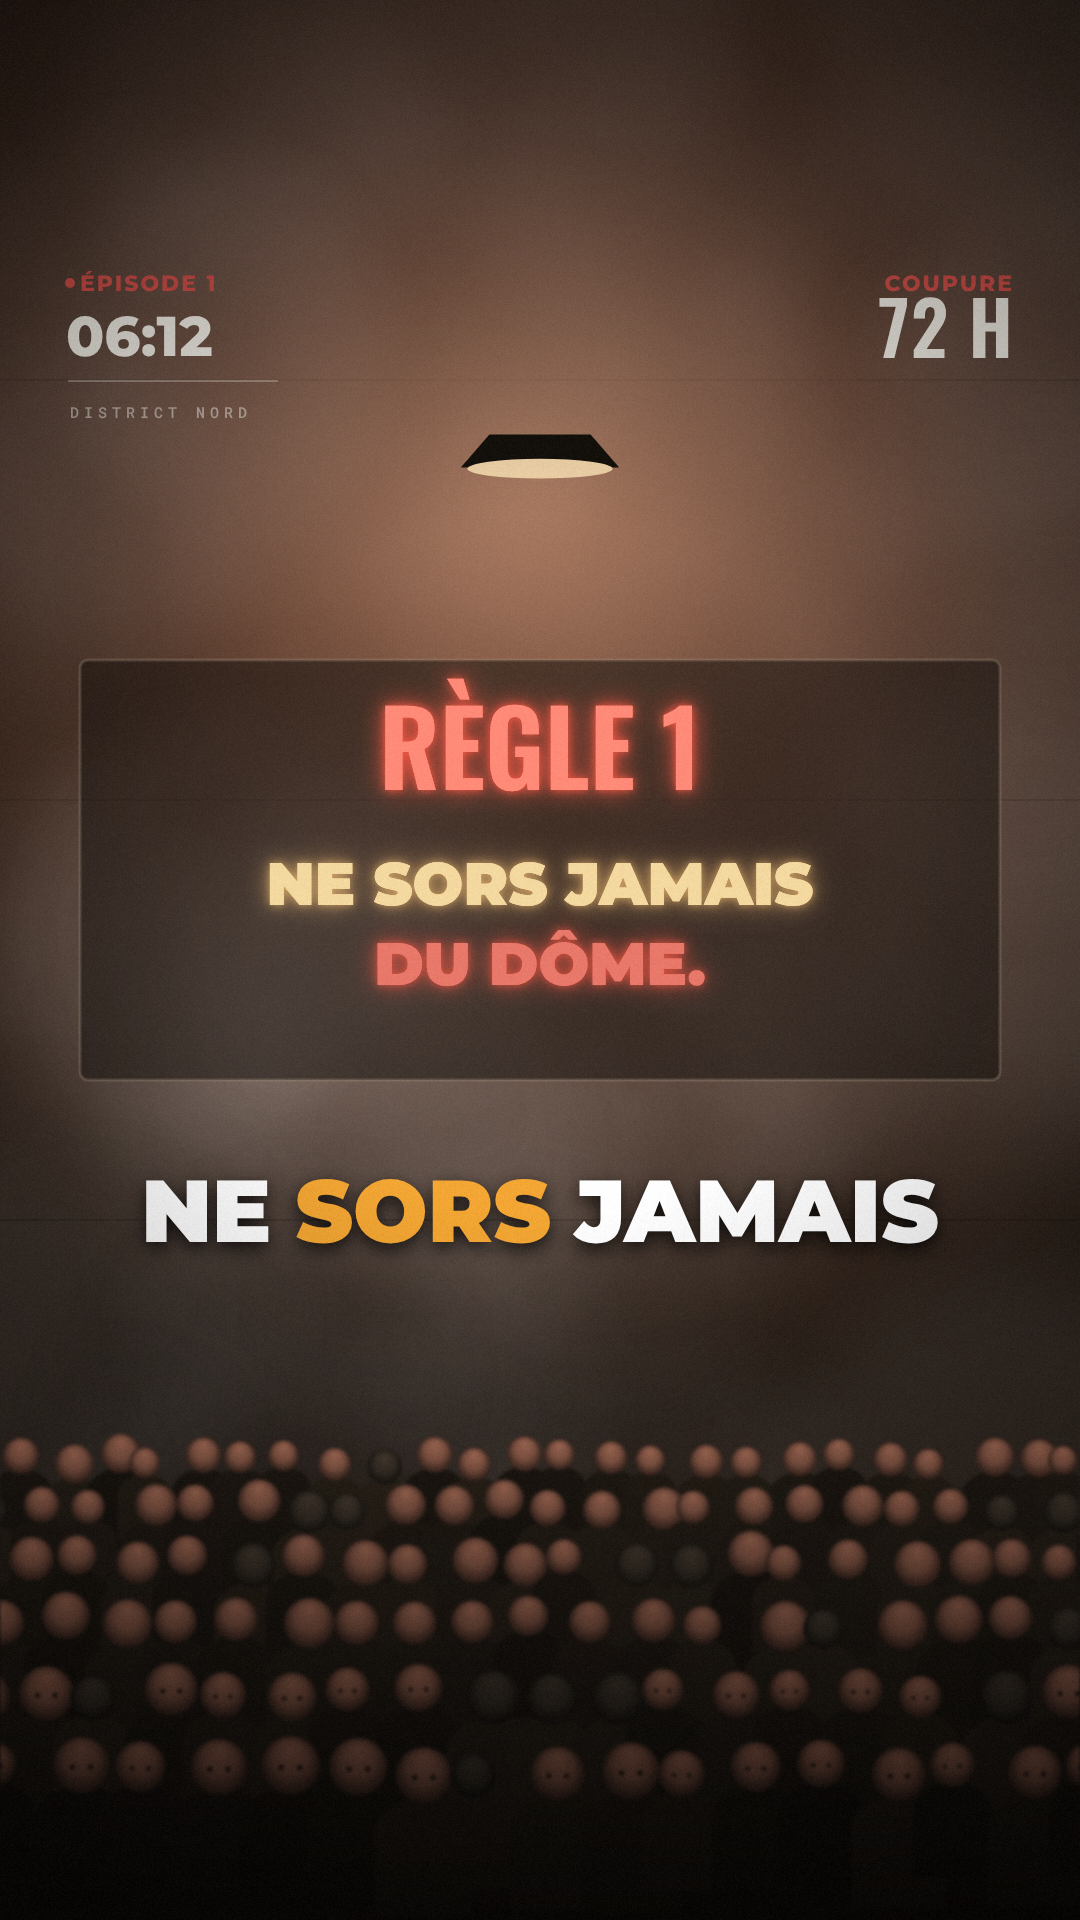 ÉPISODE 1
06:12
DISTRICT NORD
COUPURE
72 H
RÈGLE 1
NE SORS JAMAIS
DU DÔME.
NE SORS JAMAIS